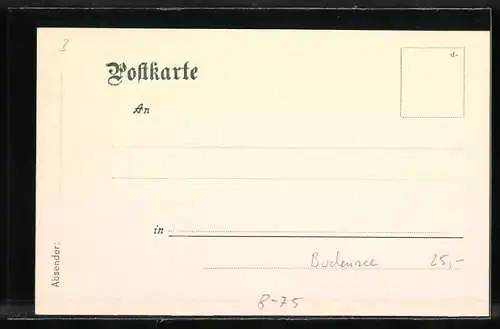 3
Postkarte
An
in
Absender:
Bodensee 25,-
8-75